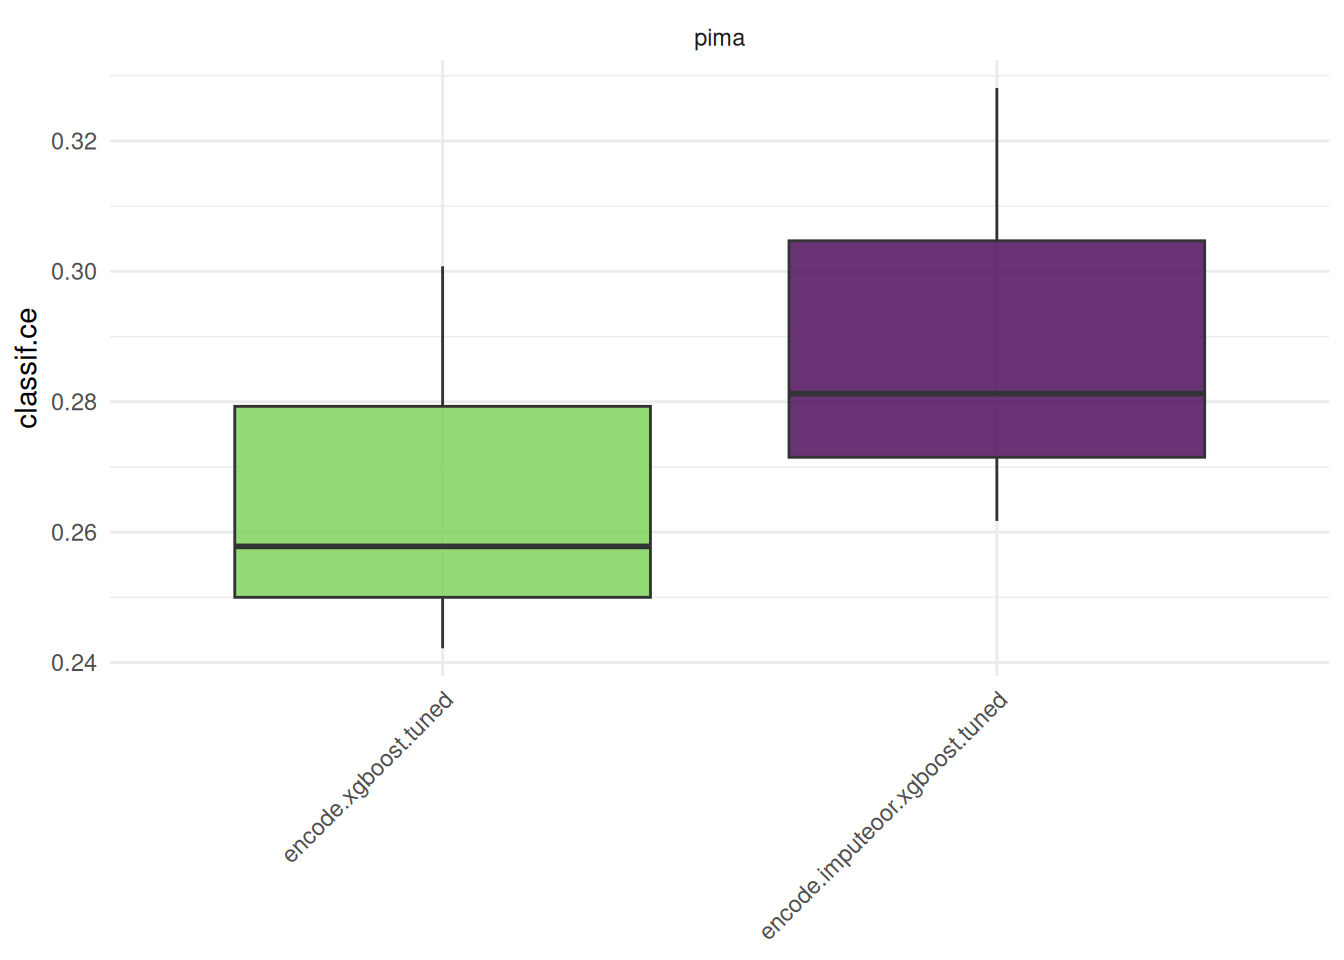 pima
classif.ce
0.32
0.30
0.28
0.26
0.24
encode.xgboost.tuned
encode.imputeoor.xgboost.tuned